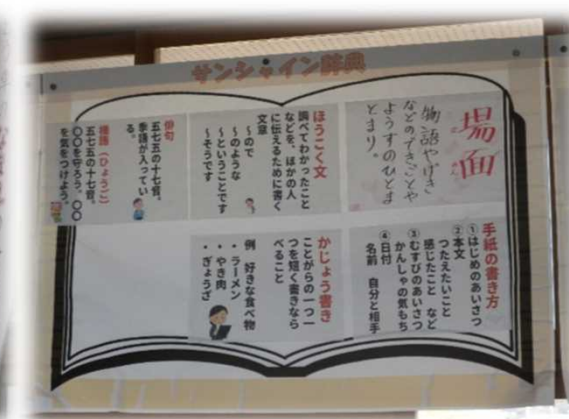 サンシャイン辞典
場面
ば めん
物語やげき
などのできごとや
ようすのひとま
とまり。
ほうこく文
調べてわかったこと
などを、ほかの人
に伝えるために書く
文章
～ので
～のような
～ということです
～そうです
俳句
五七五の十七音。
季語が入ってい
る。
標語（ひょうご）
五七五の十七音。
〇〇を守ろう。〇〇
を気をつけよう。
手紙の書き方
①はじめのあいさつ
②本文
つたえたいこと
感じたこと など
③むすびのあいさつ
かんしゃの気もち
④日付
名前 自分と相手
かじょう書き
ことがらの一つ一
つを短く書きなら
べること
例 好きな食べ物
・ラーメン
・やき肉
・ぎょうざ